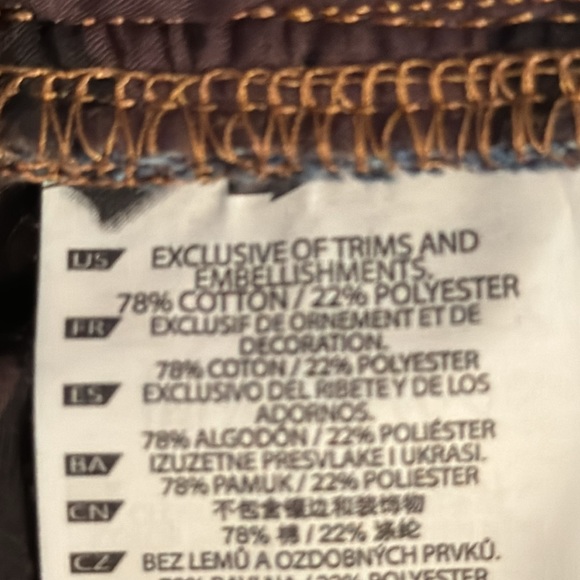 US EXCLUSIVE OF TRIMS AND
EMBELLISHMENTS.
78% COTTON / 22% POLYESTER
FR EXCLUSIF DE ORNEMENT ET DE
DECORATION.
78% COTON / 22% POLYESTER
ES EXCLUSIVO DEL RIBETE Y DE LOS
ADORNOS.
78% ALGODÓN / 22% POLIÉSTER
BA IZUZETNE PRESVLAKE I UKRASI.
78% PAMUK / 22% POLIESTER
CN 不包含镶边和装饰物
78% 棉 / 22% 涤纶
CZ BEZ LEMŮ A OZDOBNÝCH PRVKŮ.